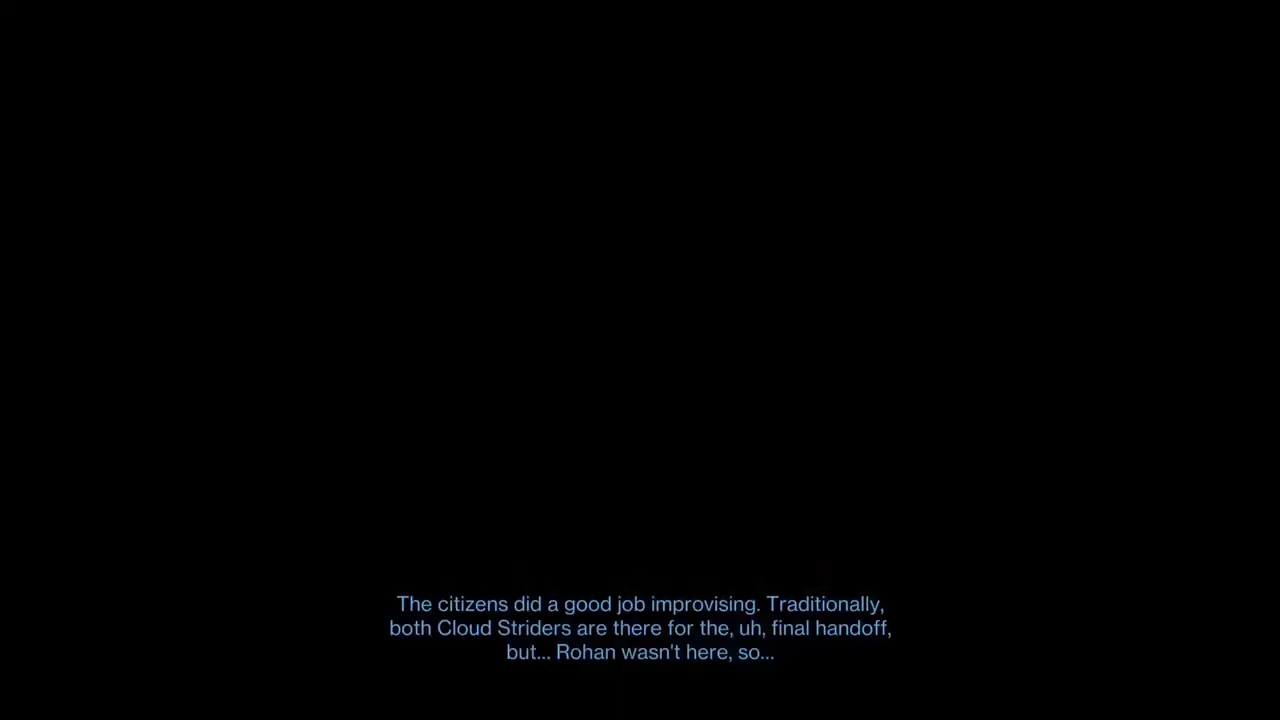 The citizens did a good job improvising. Traditionally,
both Cloud Striders are there for the, uh, final handoff,
but... Rohan wasn't here, so...